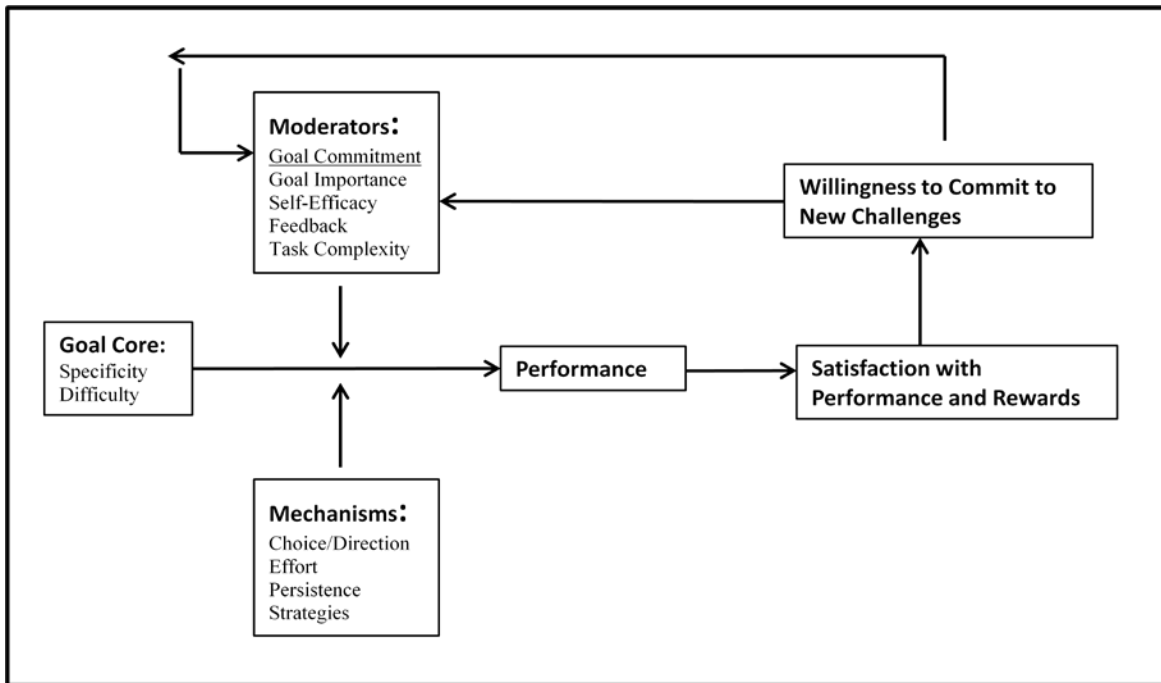 Moderators:
Goal Commitment
Goal Importance
Self-Efficacy
Feedback
Task Complexity
Willingness to Commit to
New Challenges
Goal Core:
Specificity
Difficulty
Performance
Satisfaction with
Performance and Rewards
Mechanisms:
Choice/Direction
Effort
Persistence
Strategies